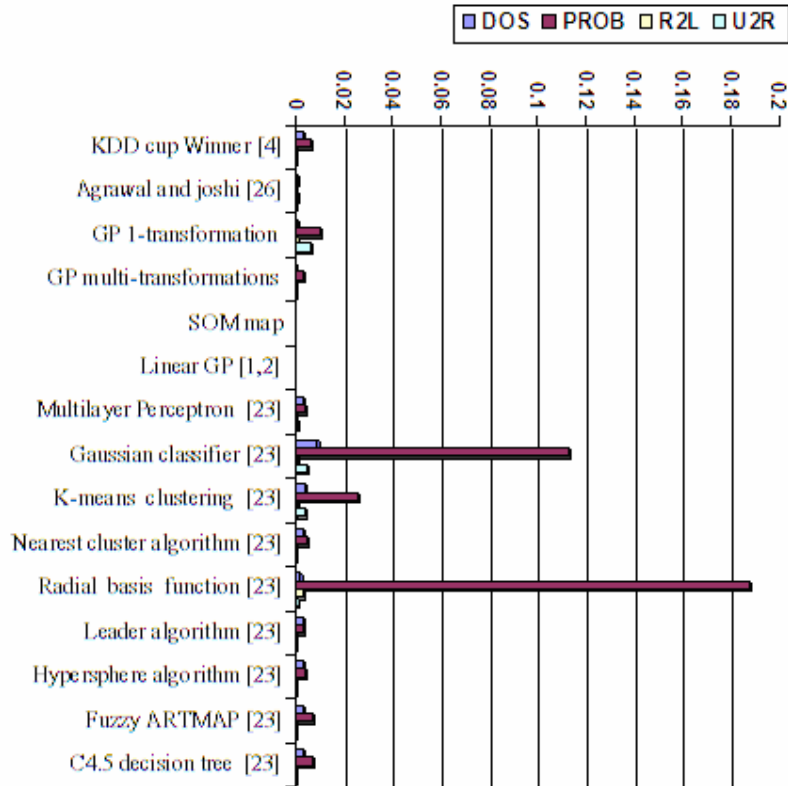 DOS PROB R2L U2R
0 0.02 0.04 0.06 0.08 0.1 0.12 0.14 0.16 0.18 0.2
KDD cup Winner [4]
Agrawal and joshi [26]
GP 1-transformation
GP multi-transformations
SOM map
Linear GP [1,2]
Multilayer Perceptron [23]
Gaussian classifier [23]
K-means clustering [23]
Nearest cluster algorithm [23]
Radial basis function [23]
Leader algorithm [23]
Hypersphere algorithm [23]
Fuzzy ARTMAP [23]
C4.5 decision tree [23]